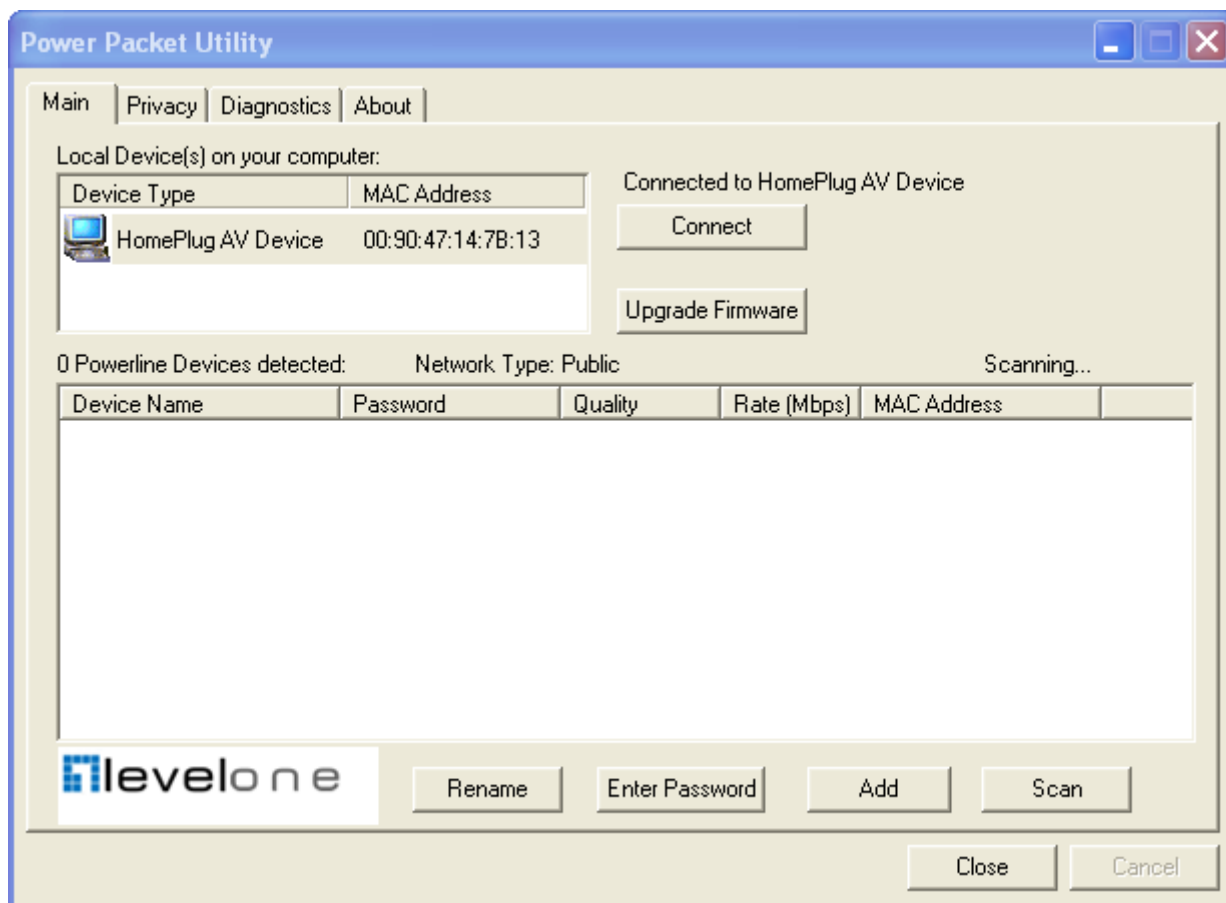 Power Packet Utility
Main Privacy Diagnostics About
Local Device(s) on your computer:
Device Type MAC Address
HomePlug AV Device 00:90:47:14:7B:13
Connected to HomePlug AV Device
Connect
Upgrade Firmware
0 Powerline Devices detected: Network Type: Public Scanning...
Device Name Password Quality Rate (Mbps) MAC Address
levelone
Rename Enter Password Add Scan
Close Cancel